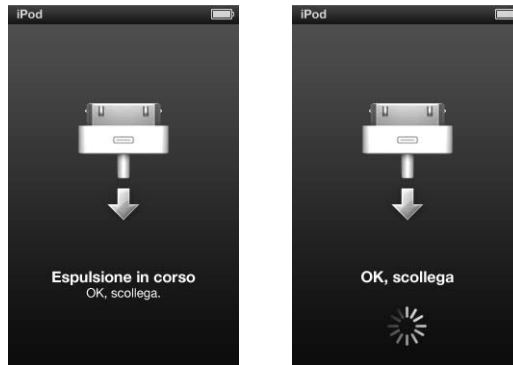 iPod
Espulsione in corso
OK, scollega.
iPod
OK, scollega